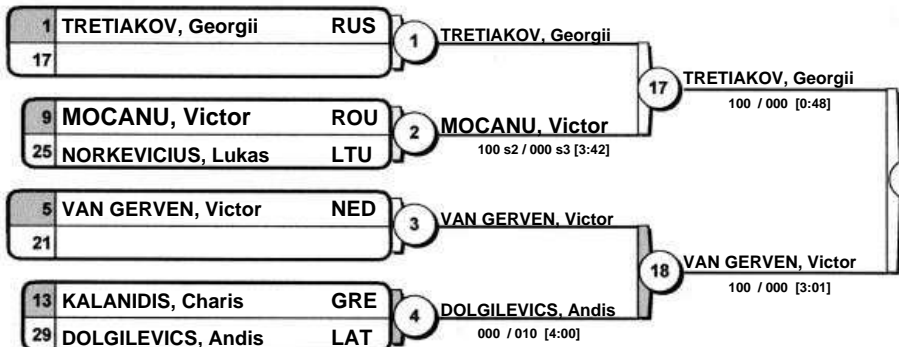 1 TRETIAKOV, Georgii RUS
17
1
TRETIAKOV, Georgii
9 MOCANU, Victor ROU
25 NORKEVICIUS, Lukas LTU
2
MOCANU, Victor
100 s2 / 000 s3 [3:42]
17
TRETIAKOV, Georgii
100 / 000 [0:48]
5 VAN GERVEN, Victor NED
21
3
VAN GERVEN, Victor
13 KALANIDIS, Charis GRE
29 DOLGILEVICS, Andis LAT
4
DOLGILEVICS, Andis
000 / 010 [4:00]
18
VAN GERVEN, Victor
100 / 000 [3:01]